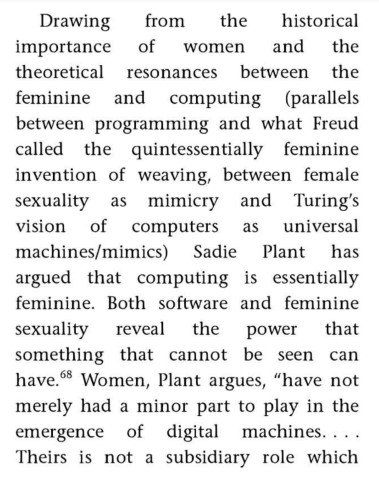 Drawing from the historical
importance of women and the
theoretical resonances between the
feminine and computing (parallels
between programming and what Freud
called the quintessentially feminine
invention of weaving, between female
sexuality as mimicry and Turing’s
vision of computers as universal
machines/mimics) Sadie Plant has
argued that computing is essentially
feminine. Both software and feminine
sexuality reveal the power that
something that cannot be seen can
have.⁶⁸ Women, Plant argues, “have not
merely had a minor part to play in the
emergence of digital machines. . . .
Theirs is not a subsidiary role which